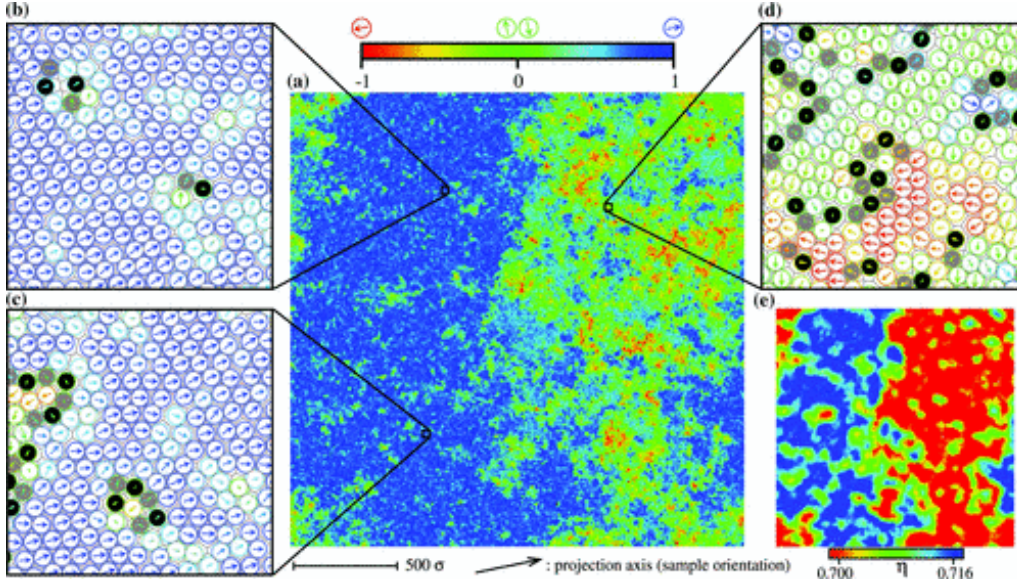 (b)
(d)
-1
0
1
(a)
(c)
(e)
500 σ
: projection axis (sample orientation)
0.700
η
0.716